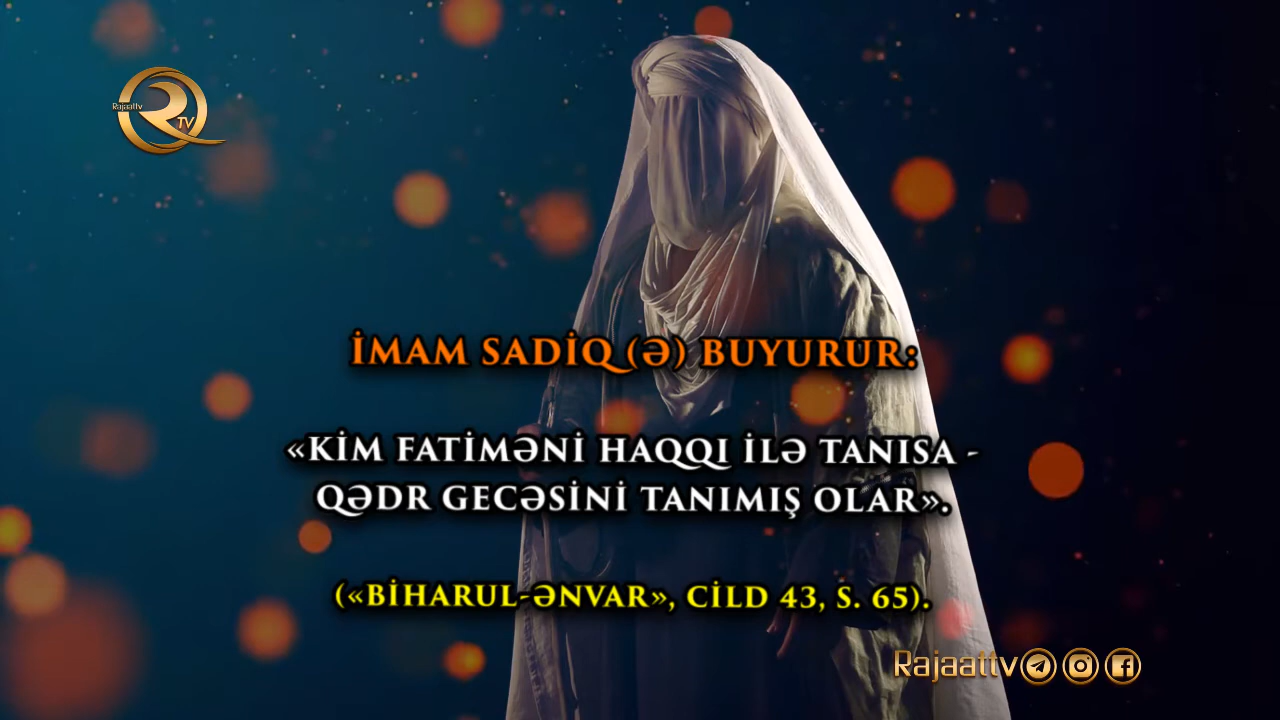 Rajaattv
TV
İMAM SADİQ (Ə) BUYURUR:
«KİM FATİMƏNİ HAQQI İLƏ TANISA -
QƏDR GECƏSİNİ TANIMIŞ OLAR».
(«BİHARUL-ƏNVAR», CİLD 43, S. 65).
Rajaattv